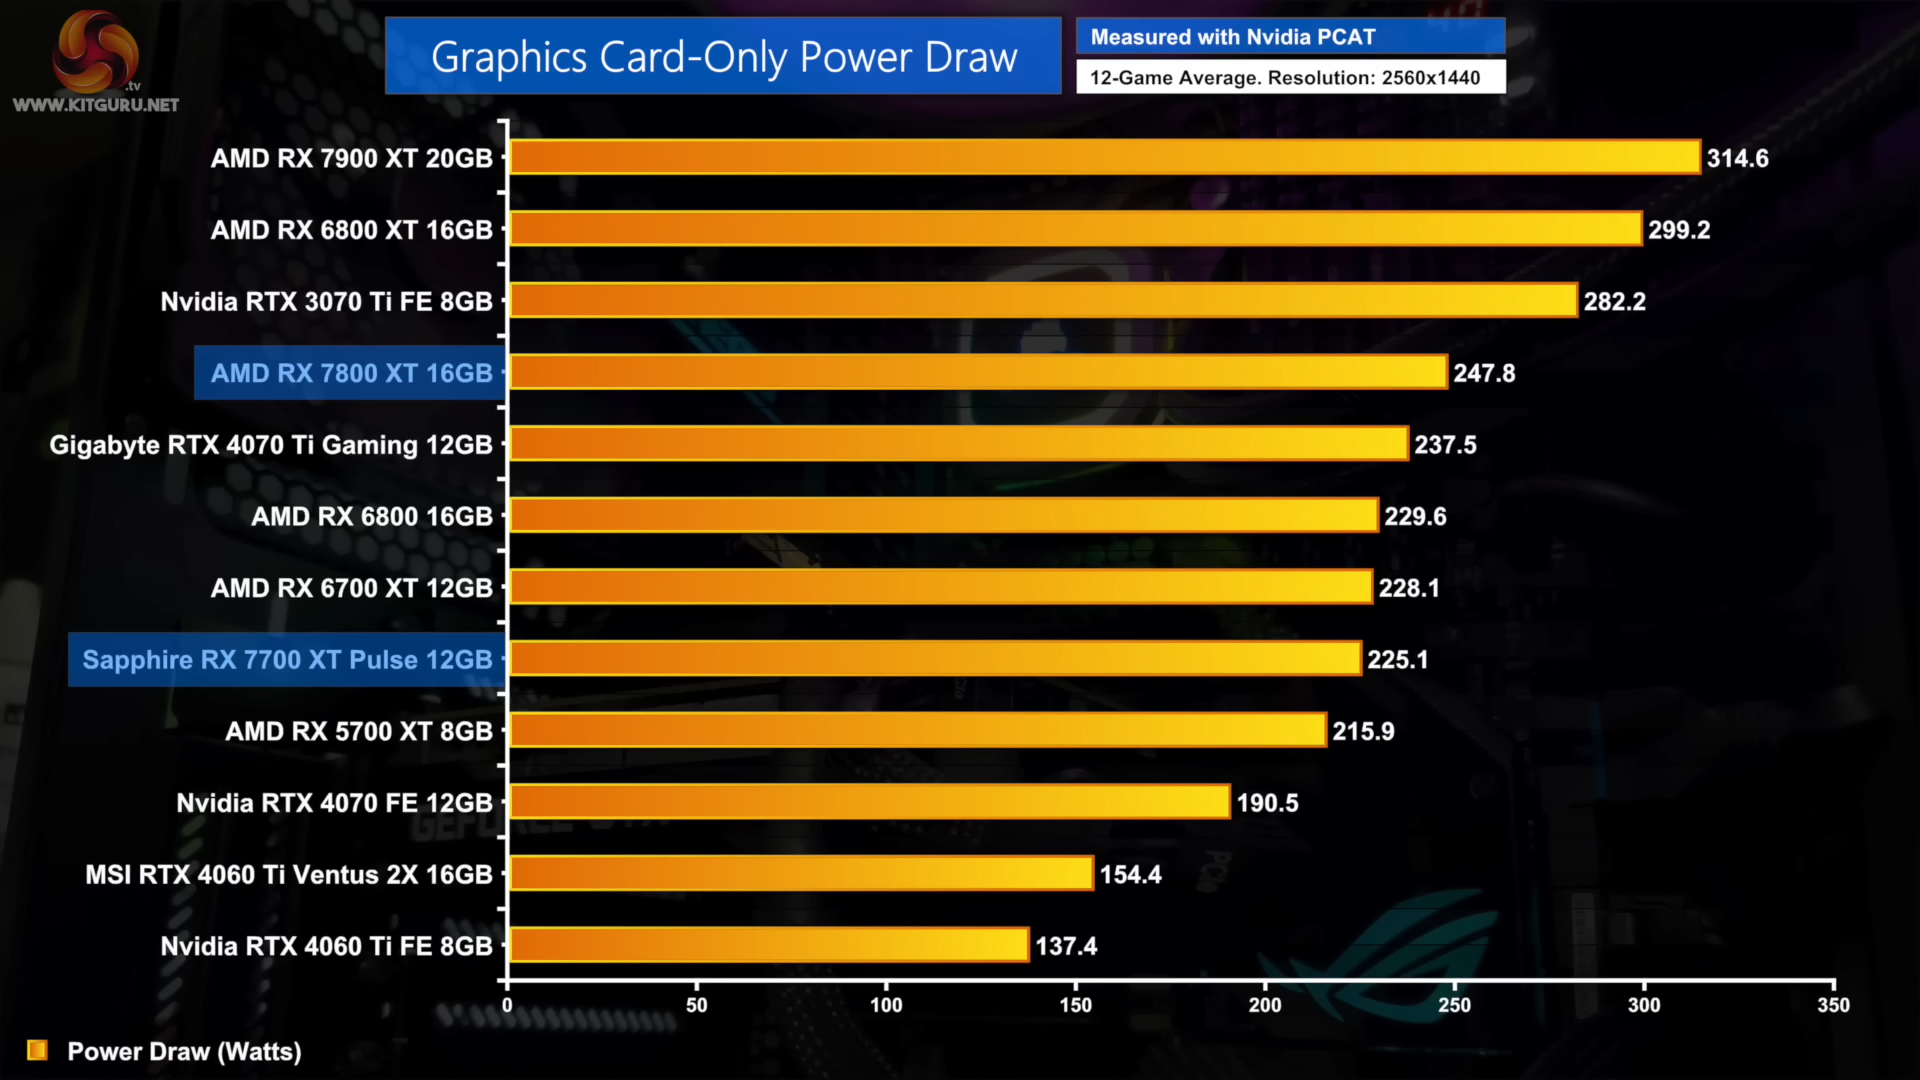 .tv
WWW.KITGURU.NET
Graphics Card-Only Power Draw
Measured with Nvidia PCAT
12-Game Average. Resolution: 2560x1440
AMD RX 7900 XT 20GB 314.6
AMD RX 6800 XT 16GB 299.2
Nvidia RTX 3070 Ti FE 8GB 282.2
AMD RX 7800 XT 16GB 247.8
Gigabyte RTX 4070 Ti Gaming 12GB 237.5
AMD RX 6800 16GB 229.6
AMD RX 6700 XT 12GB 228.1
Sapphire RX 7700 XT Pulse 12GB 225.1
AMD RX 5700 XT 8GB 215.9
Nvidia RTX 4070 FE 12GB 190.5
MSI RTX 4060 Ti Ventus 2X 16GB 154.4
Nvidia RTX 4060 Ti FE 8GB 137.4
0 50 100 150 200 250 300 350
Power Draw (Watts)